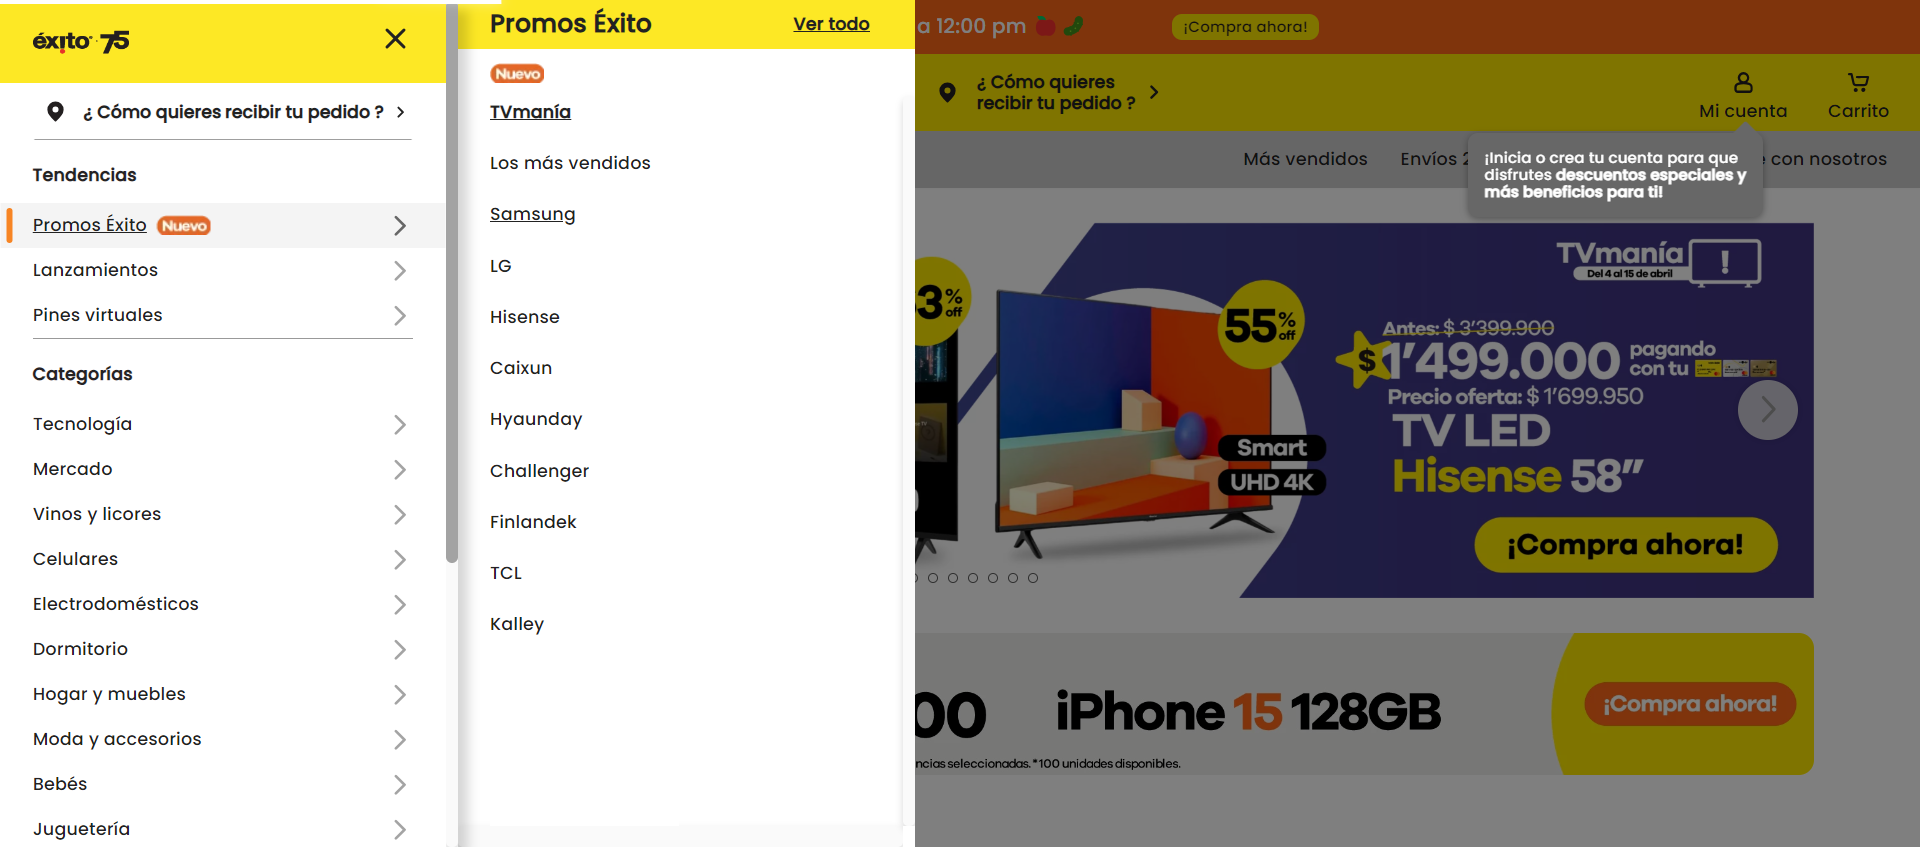 éxito 75
¿ Cómo quieres recibir tu pedido ?
Tendencias
Promos Éxito Nuevo
Lanzamientos
Pines virtuales
Categorías
Tecnología
Mercado
Vinos y licores
Celulares
Electrodomésticos
Dormitorio
Hogar y muebles
Moda y accesorios
Bebés
Juguetería
Promos Éxito
Ver todo
Nuevo
TVmanía
Los más vendidos
Samsung
LG
Hisense
Caixun
Hyaunday
Challenger
Finlandek
TCL
Kalley
a 12:00 pm
¡Compra ahora!
¿ Cómo quieres
recibir tu pedido ?
Mi cuenta
Carrito
Más vendidos
Envíos
con nosotros
¡Inicia o crea tu cuenta para que
disfrutes descuentos especiales y
más beneficios para ti!
TVmanía
Del 4 al 15 de abril
3% off
55% off
Antes: $ 3'399.900
$ 1'499.000 pagando
con tu
Precio oferta: $ 1'699.950
TV LED
Hisense 58”
Smart
UHD 4K
¡Compra ahora!
00
iPhone 15 128GB
¡Compra ahora!
ncias seleccionadas. *100 unidades disponibles.